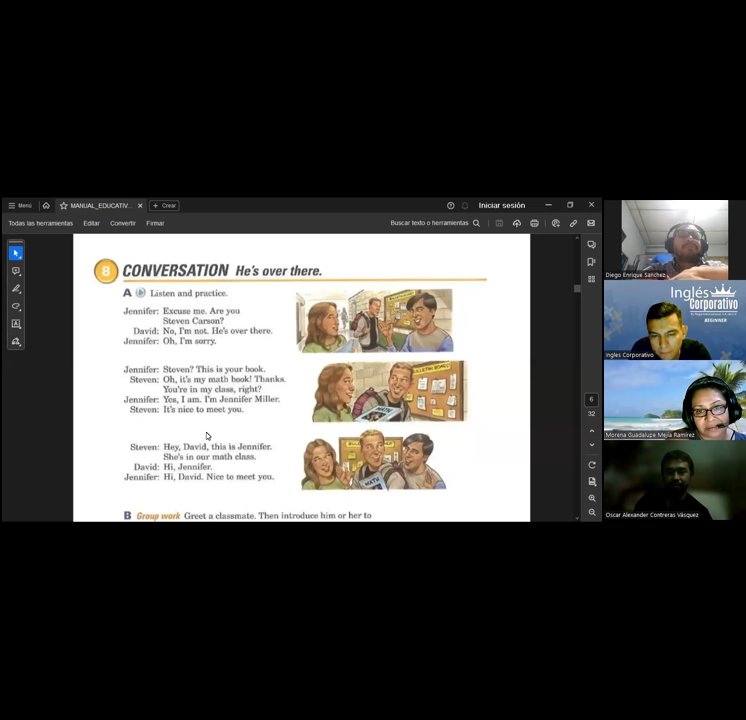 Menú
MANUAL_EDUCATIV...
Crear
Iniciar sesión
Todas las herramientas
Editar
Convertir
Firmar
Buscar texto o herramientas
8 CONVERSATION He's over there.
A Listen and practice.
Jennifer: Excuse me. Are you
Steven Carson?
David: No, I'm not. He's over there.
Jennifer: Oh, I'm sorry.
Jennifer: Steven? This is your book.
Steven: Oh, it's my math book! Thanks.
You're in my class, right?
Jennifer: Yes, I am. I'm Jennifer Miller.
Steven: It's nice to meet you.
BULLETIN BOARD
MATH
Steven: Hey, David, this is Jennifer.
She's in our math class.
David: Hi, Jennifer.
Jennifer: Hi, David. Nice to meet you.
MATH
B Group work Greet a classmate. Then introduce him or her to
6
32
Diego Enrique Sanchez
Inglés
Corporativo
BEGINNER
Ingles Corporativo
Morena Guadalupe Mejía Ramírez
Oscar Alexander Contreras Vásquez